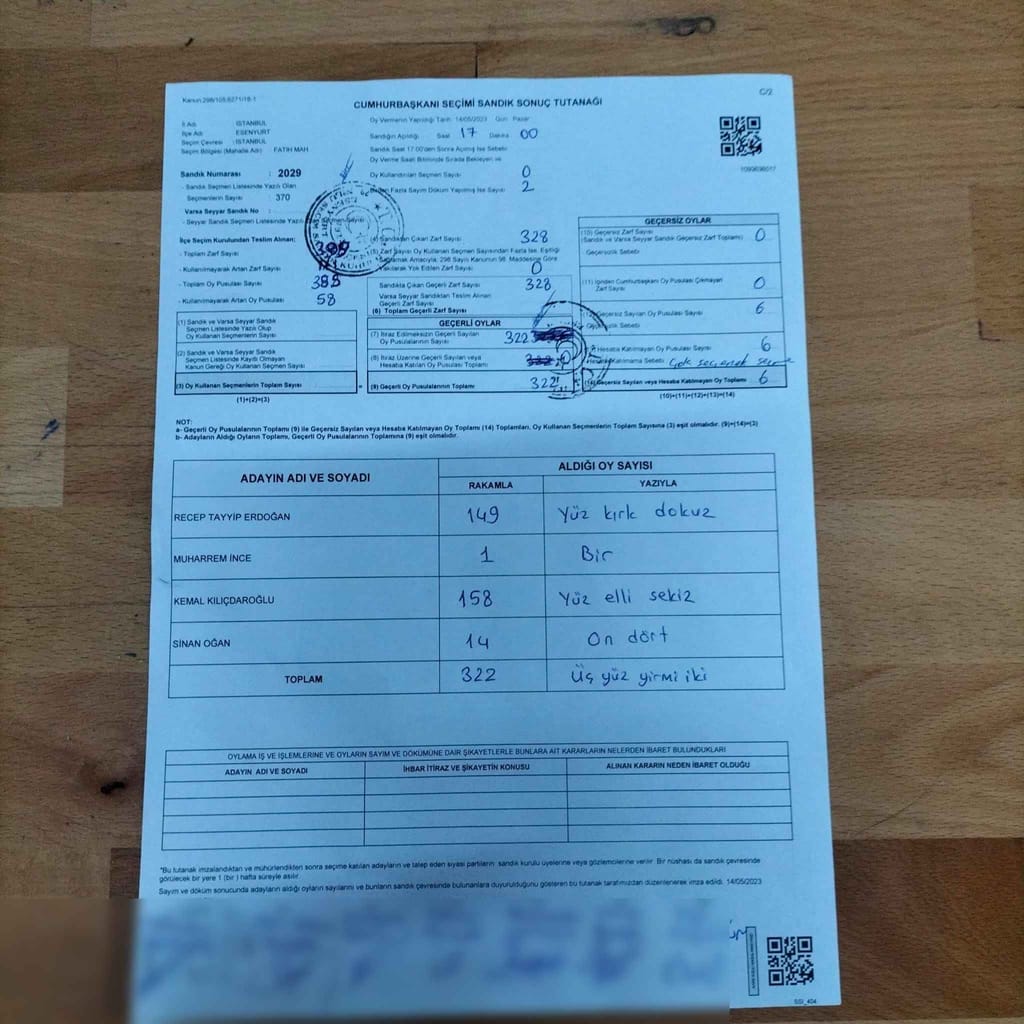 Kanun 298/105.6271/18-1
C/2
CUMHURBAŞKANI SEÇİMİ SANDIK SONUÇ TUTANAĞI
İl Adı : İSTANBUL
İlçe Adı : ESENYURT
Seçim Çevresi : İSTANBUL
Seçim Bölgesi (Mahalle Adı) : FATİH MAH
Sandık Numarası : 2029
- Sandık Seçmen Listesinde Yazılı Olan
Seçmenlerin Sayısı : 370
Varsa Seyyar Sandık No :
- Seyyar Sandık Seçmen Listesinde Yazılı
Seçmen Sayısı :
Oy Vermenin Yapıldığı Tarih 14/05/2023 Gün Pazar
Sandığın Açıldığı Saat 17 Dakika 00
Sandık Saat 17:00'den Sonra Açılmış İse Sebebi
Oy Verme Saati Bitiminde Sırada Bekleyen ve
Oy Kullandırılan Seçmen Sayısı 0
Birden Fazla Sayım Döküm Yapılmış İse Sayısı 2
İlçe Seçim Kurulundan Teslim Alınan;
- Toplam Zarf Sayısı
- Kullanılmayarak Artan Zarf Sayısı
- Toplam Oy Pusulası Sayısı
- Kullanılmayarak Artan Oy Pusulası 58
(4) Sandıktan Çıkan Zarf Sayısı 328
(5) Zarf Sayısı Oy Kullanan Seçmen Sayısından Fazla İse, Eşitliği
Sağlamak Amacıyla; 298 Sayılı Kanunun 98. Maddesine Göre
Yakılarak Yok Edilen Zarf Sayısı 0
Sandıkla Çıkan Geçerli Zarf Sayısı 328
Varsa Seyyar Sandıktan Teslim Alınan
Geçerli Zarf Sayısı
(6) Toplam Geçerli Zarf Sayısı
(1) Sandık ve Varsa Seyyar Sandık
Seçmen Listesinde Yazılı Olup
Oy Kullanan Seçmenlerin Sayısı
(2) Sandık ve Varsa Seyyar Sandık
Seçmen Listesinde Kayıtlı Olmayan
Kanun Gereği Oy Kullanan Seçmen Sayısı
(3) Oy Kullanan Seçmenlerin Toplam Sayısı =
(1)+(2)=(3)
GEÇERLİ OYLAR
(7) İtiraz Edilmeksizin Geçerli Sayılan
Oy Pusulası Sayısı 322
(8) İtiraz Üzerine Geçerli Sayılan veya
Hesaba Katılan Oy Pusulası Sayısı 0
(9) Geçerli Oy Pusulalarının Toplamı 322
GEÇERSİZ OYLAR
(10) Geçersiz Zarf Sayısı
(Sandık ve Varsa Seyyar Sandık Geçersiz Zarf Toplamı) 0
Geçersizlik Sebebi
(11) İçinden Cumhurbaşkanı Oy Pusulası Çıkmayan
Zarf Sayısı 0
(12) Geçersiz Sayılan Oy Pusulası Sayısı 6
Geçersizlik Sebebi
(13) Hesaba Katılmayan Oy Pusulası Sayısı 6
Hesaba Katılmama Sebebi Çok seçenek seçme
(14) Geçersiz Sayılan veya Hesaba Katılmayan Oy Toplamı 6
(10)+(11)+(12)+(13)=(14)
NOT:
a- Geçerli Oy Pusulalarının Toplamı (9) ile Geçersiz Sayılan veya Hesaba Katılmayan Oy Toplamı (14) Toplamları, Oy Kullanan Seçmenlerin Toplam Sayısına (3) eşit olmalıdır. (9)+(14)=(3)
b- Adayların Aldığı Oyların Toplamı, Geçerli Oy Pusulalarının Toplamına (9) eşit olmalıdır.
ADAYIN ADI VE SOYADI ALDIĞI OY SAYISI
RAKAMLA YAZIYLA
RECEP TAYYİP ERDOĞAN 149 Yüz kırk dokuz
MUHARREM İNCE 1 Bir
KEMAL KILIÇDAROĞLU 158 Yüz elli sekiz
SİNAN OĞAN 14 On dört
TOPLAM 322 Üç yüz yirmi iki
OYLAMA İŞ VE İŞLEMLERİNE VE OYLARIN SAYIM VE DÖKÜMÜNE DAİR ŞİKAYETLERLE BUNLARA AİT KARARLARIN NELERDEN İBARET BULUNDUKLARI
ADAYIN ADI VE SOYADI İHBAR İTİRAZ VE ŞİKAYETİN KONUSU ALINAN KARARIN NEDEN İBARET OLDUĞU
*Bu tutanak imzalandıktan ve mühürlendikten sonra seçime katılan adayların ve talep eden siyasi partilerin sandık kurulu üyelerine veya gözlemcilerine verilir. Bir nüshası da sandık çevresinde
görülecek bir yere 1 (bir) hafta süreyle asılır.
Sayım ve döküm sonucunda adayların aldığı oyların sayılarını ve bunların sandık çevresinde bulunanlara duyurulduğunu gösteren bu tutanak tarafımızdan düzenlenerek imza edildi. 14/05/2023
SSI_404